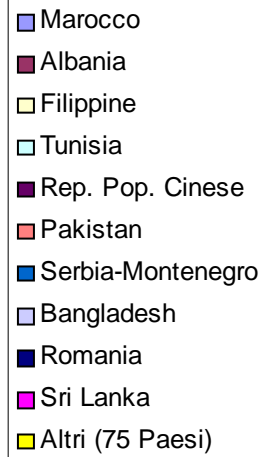 Marocco
Albania
Filippine
Tunisia
Rep. Pop. Cinese
Pakistan
Serbia-Montenegro
Bangladesh
Romania
Sri Lanka
Altri (75 Paesi)